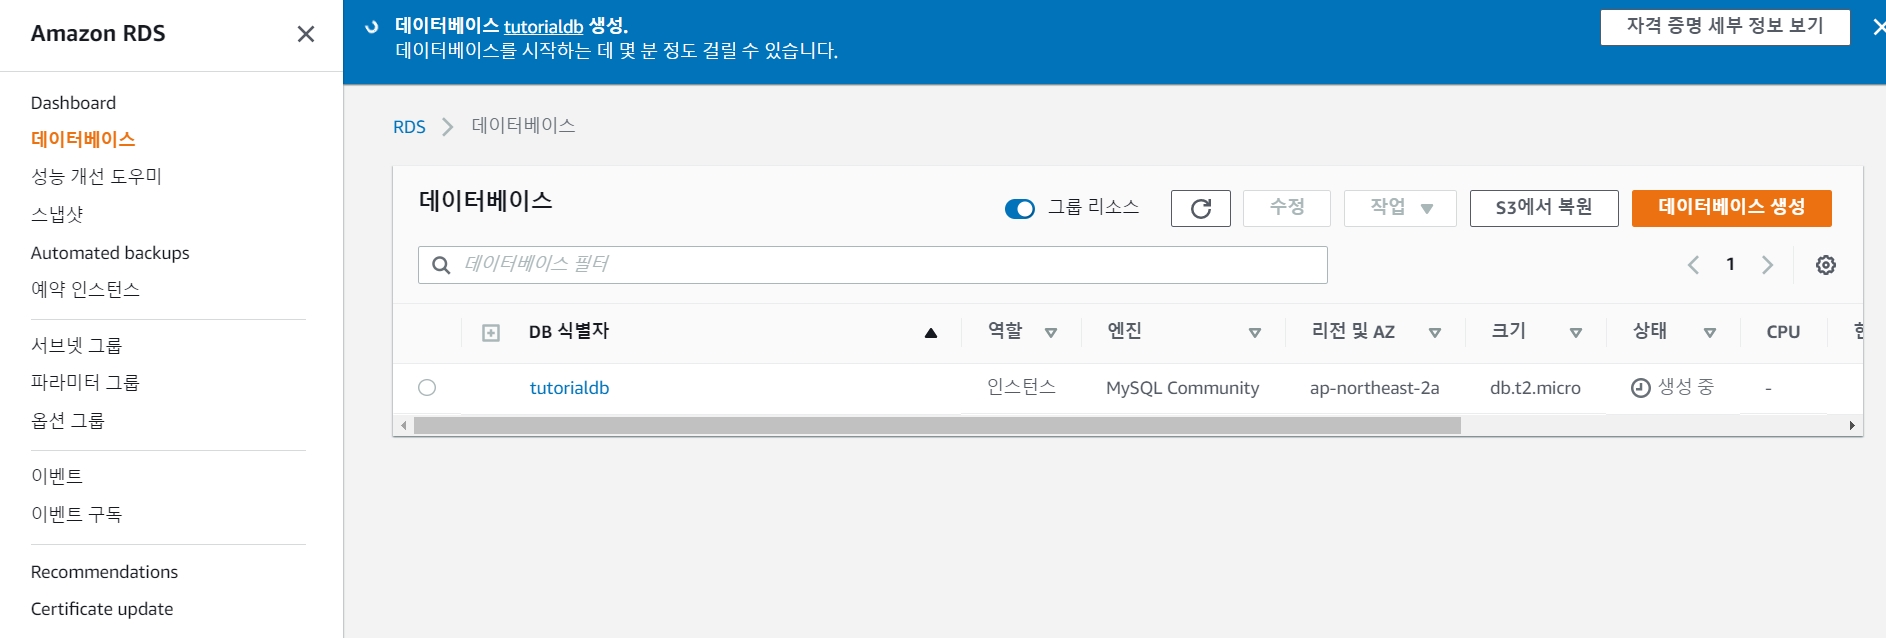 Amazon RDS
Dashboard
데이터베이스
성능 개선 도우미
스냅샷
Automated backups
예약 인스턴스
서브넷 그룹
파라미터 그룹
옵션 그룹
이벤트
이벤트 구독
Recommendations
Certificate update
데이터베이스 tutorialdb 생성.
데이터베이스를 시작하는 데 몇 분 정도 걸릴 수 있습니다.
자격 증명 세부 정보 보기
RDS 데이터베이스
데이터베이스 그룹 리소스 수정 작업 S3에서 복원 데이터베이스 생성
데이터베이스 필터 1
DB 식별자 역할 엔진 리전 및 AZ 크기 상태 CPU
tutorialdb 인스턴스 MySQL Community ap-northeast-2a db.t2.micro 생성 중 -